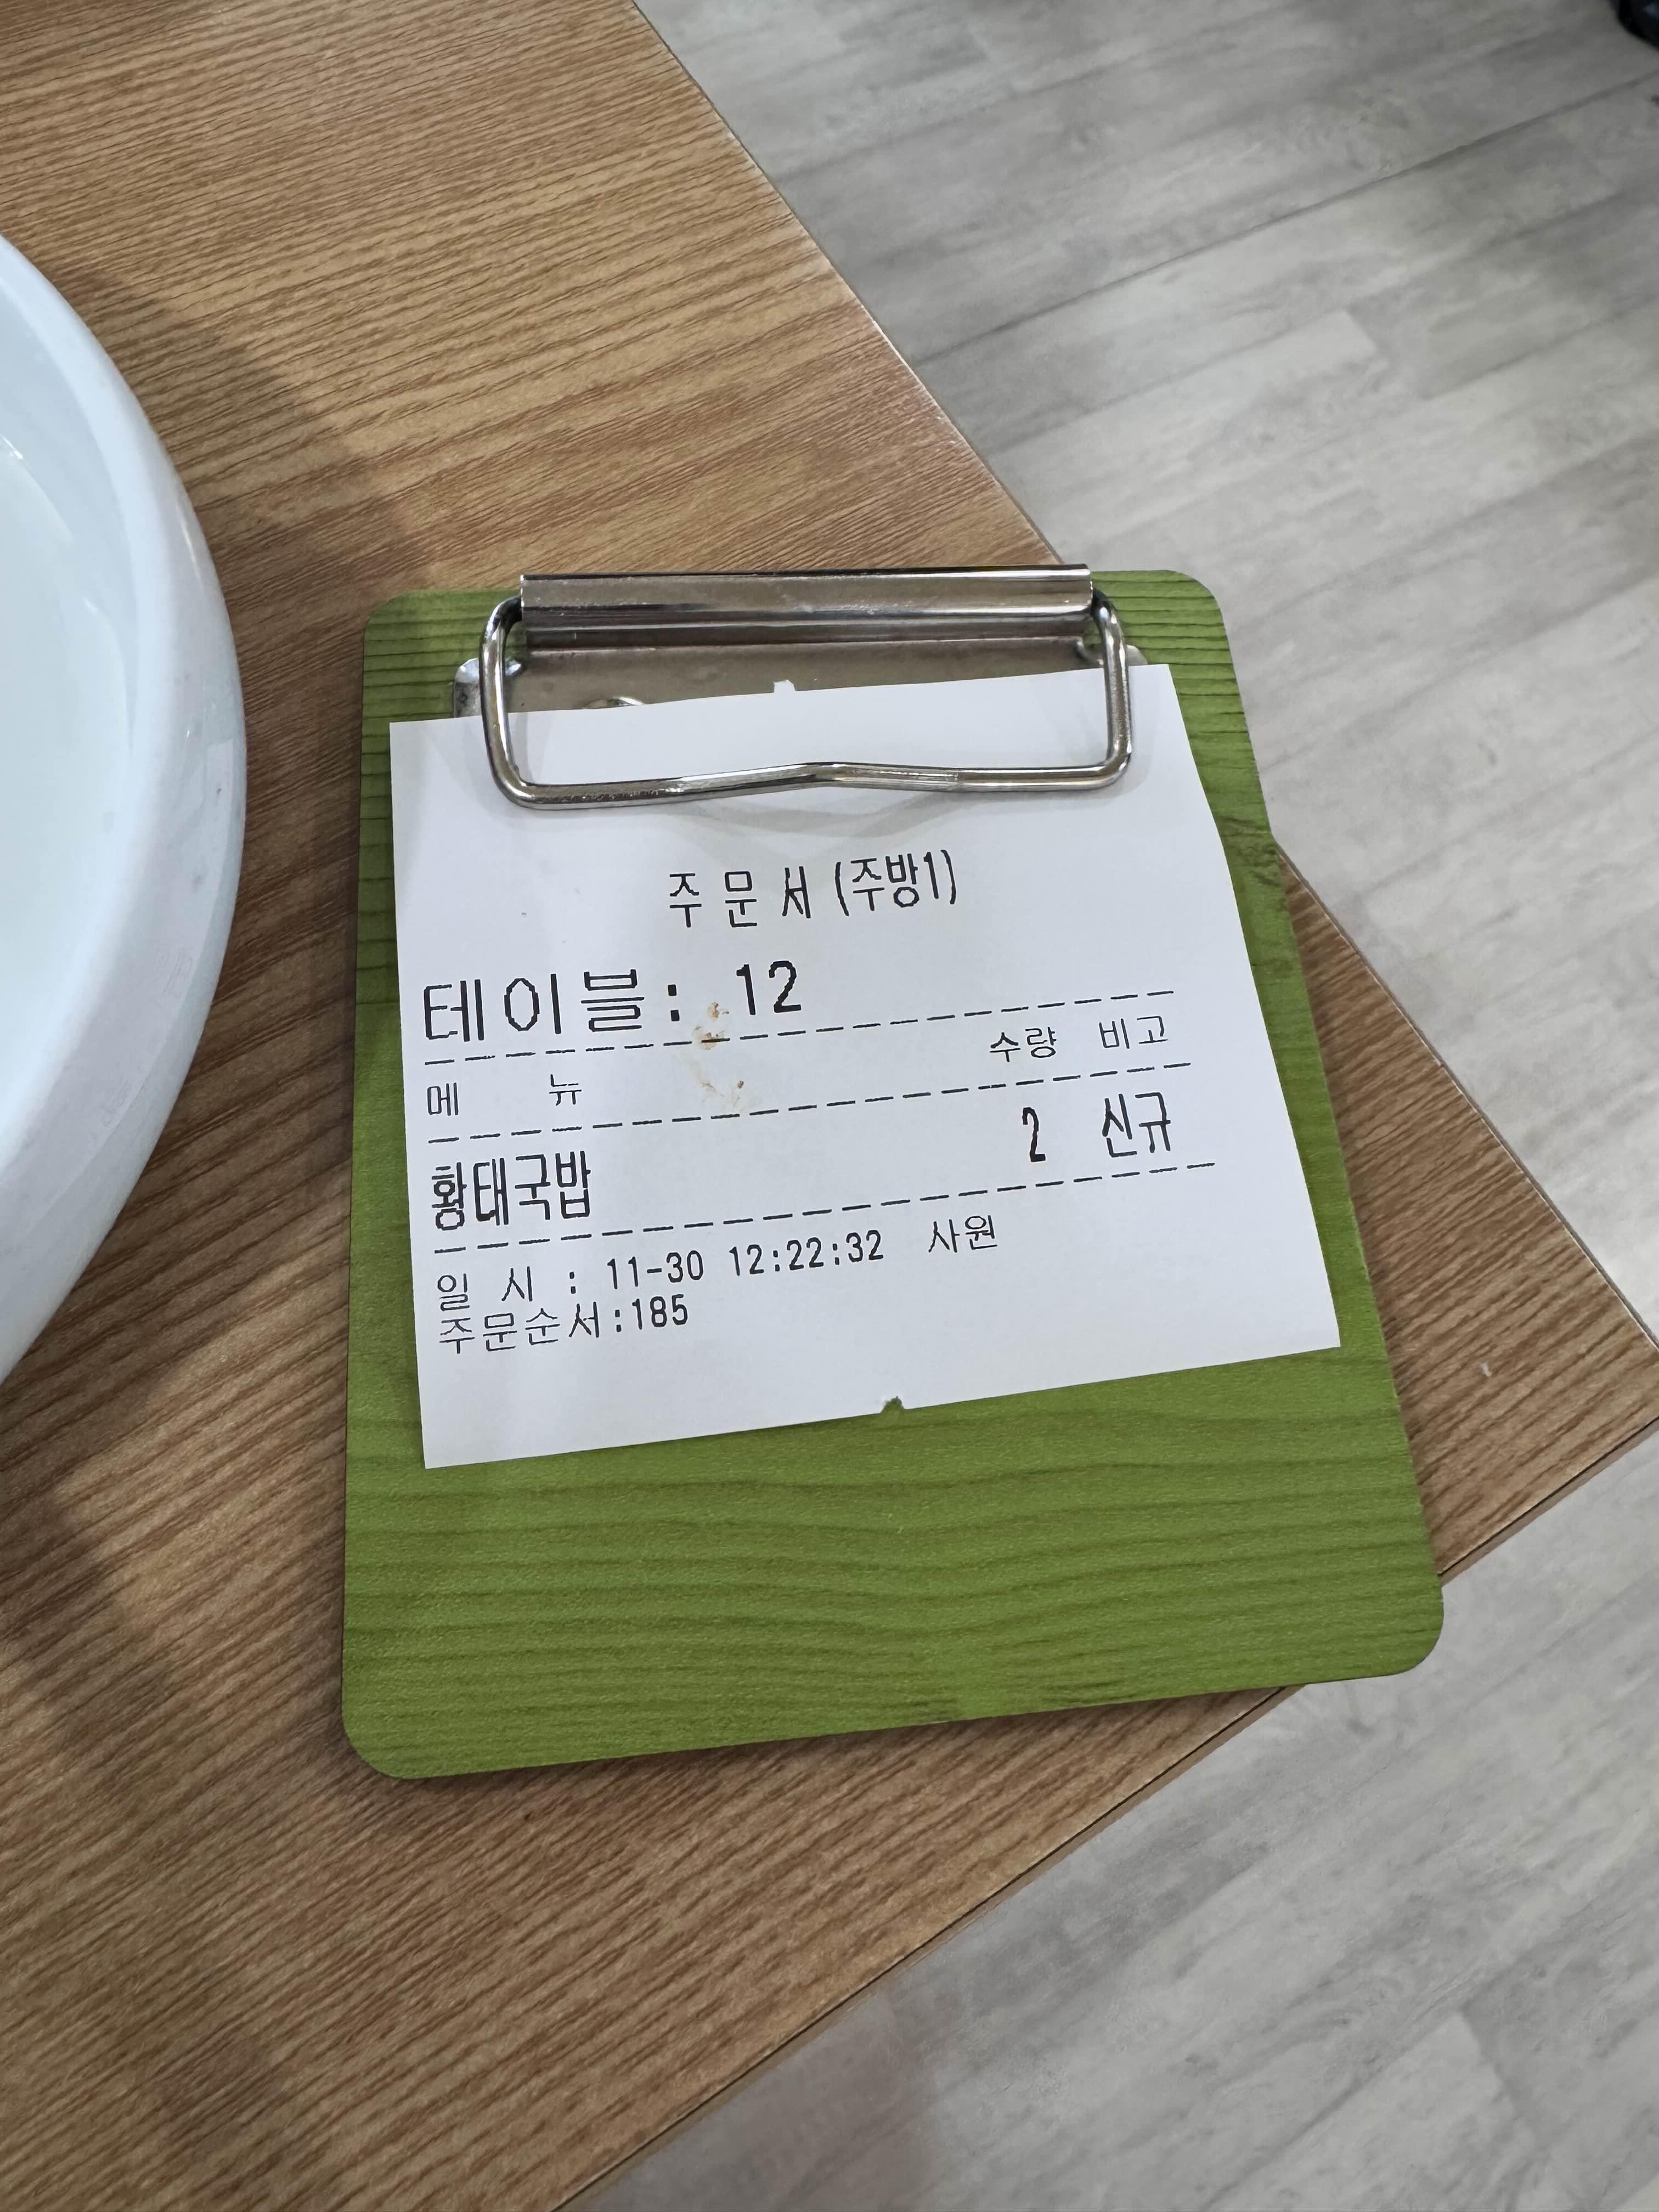 주 문 서 (주방1)
테이블: 12
메 뉴 수량 비고
황태국밥 2 신규
일 시 : 11-30 12:22:32 사원
주문순서:185